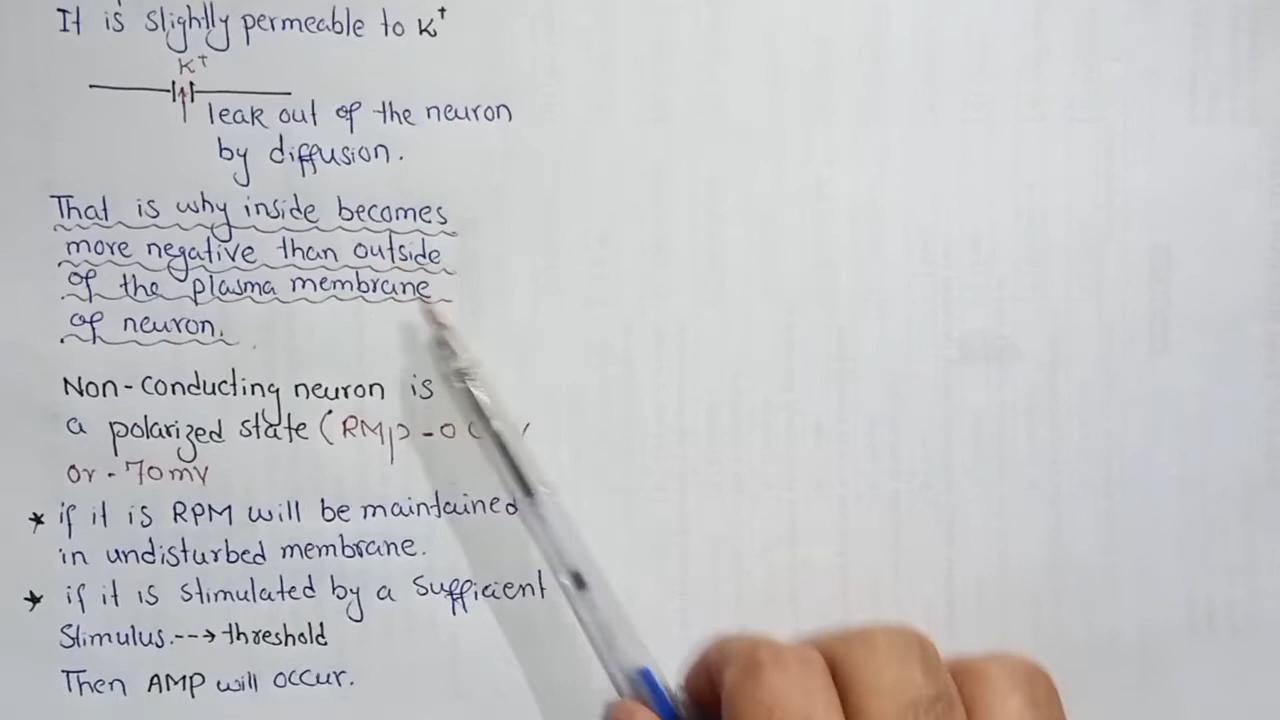 It is slightly permeable to K⁺
K⁺
leak out of the neuron
by diffusion.
That is why inside becomes
more negative than outside
of the plasma membrane
of neuron.
Non-conducting neuron is
a polarized state (RMP
or - 70mV
★ if it is RPM will be maintained
in undisturbed membrane.
★ if it is stimulated by a sufficient
stimulus.--→ threshold
Then AMP will occur.